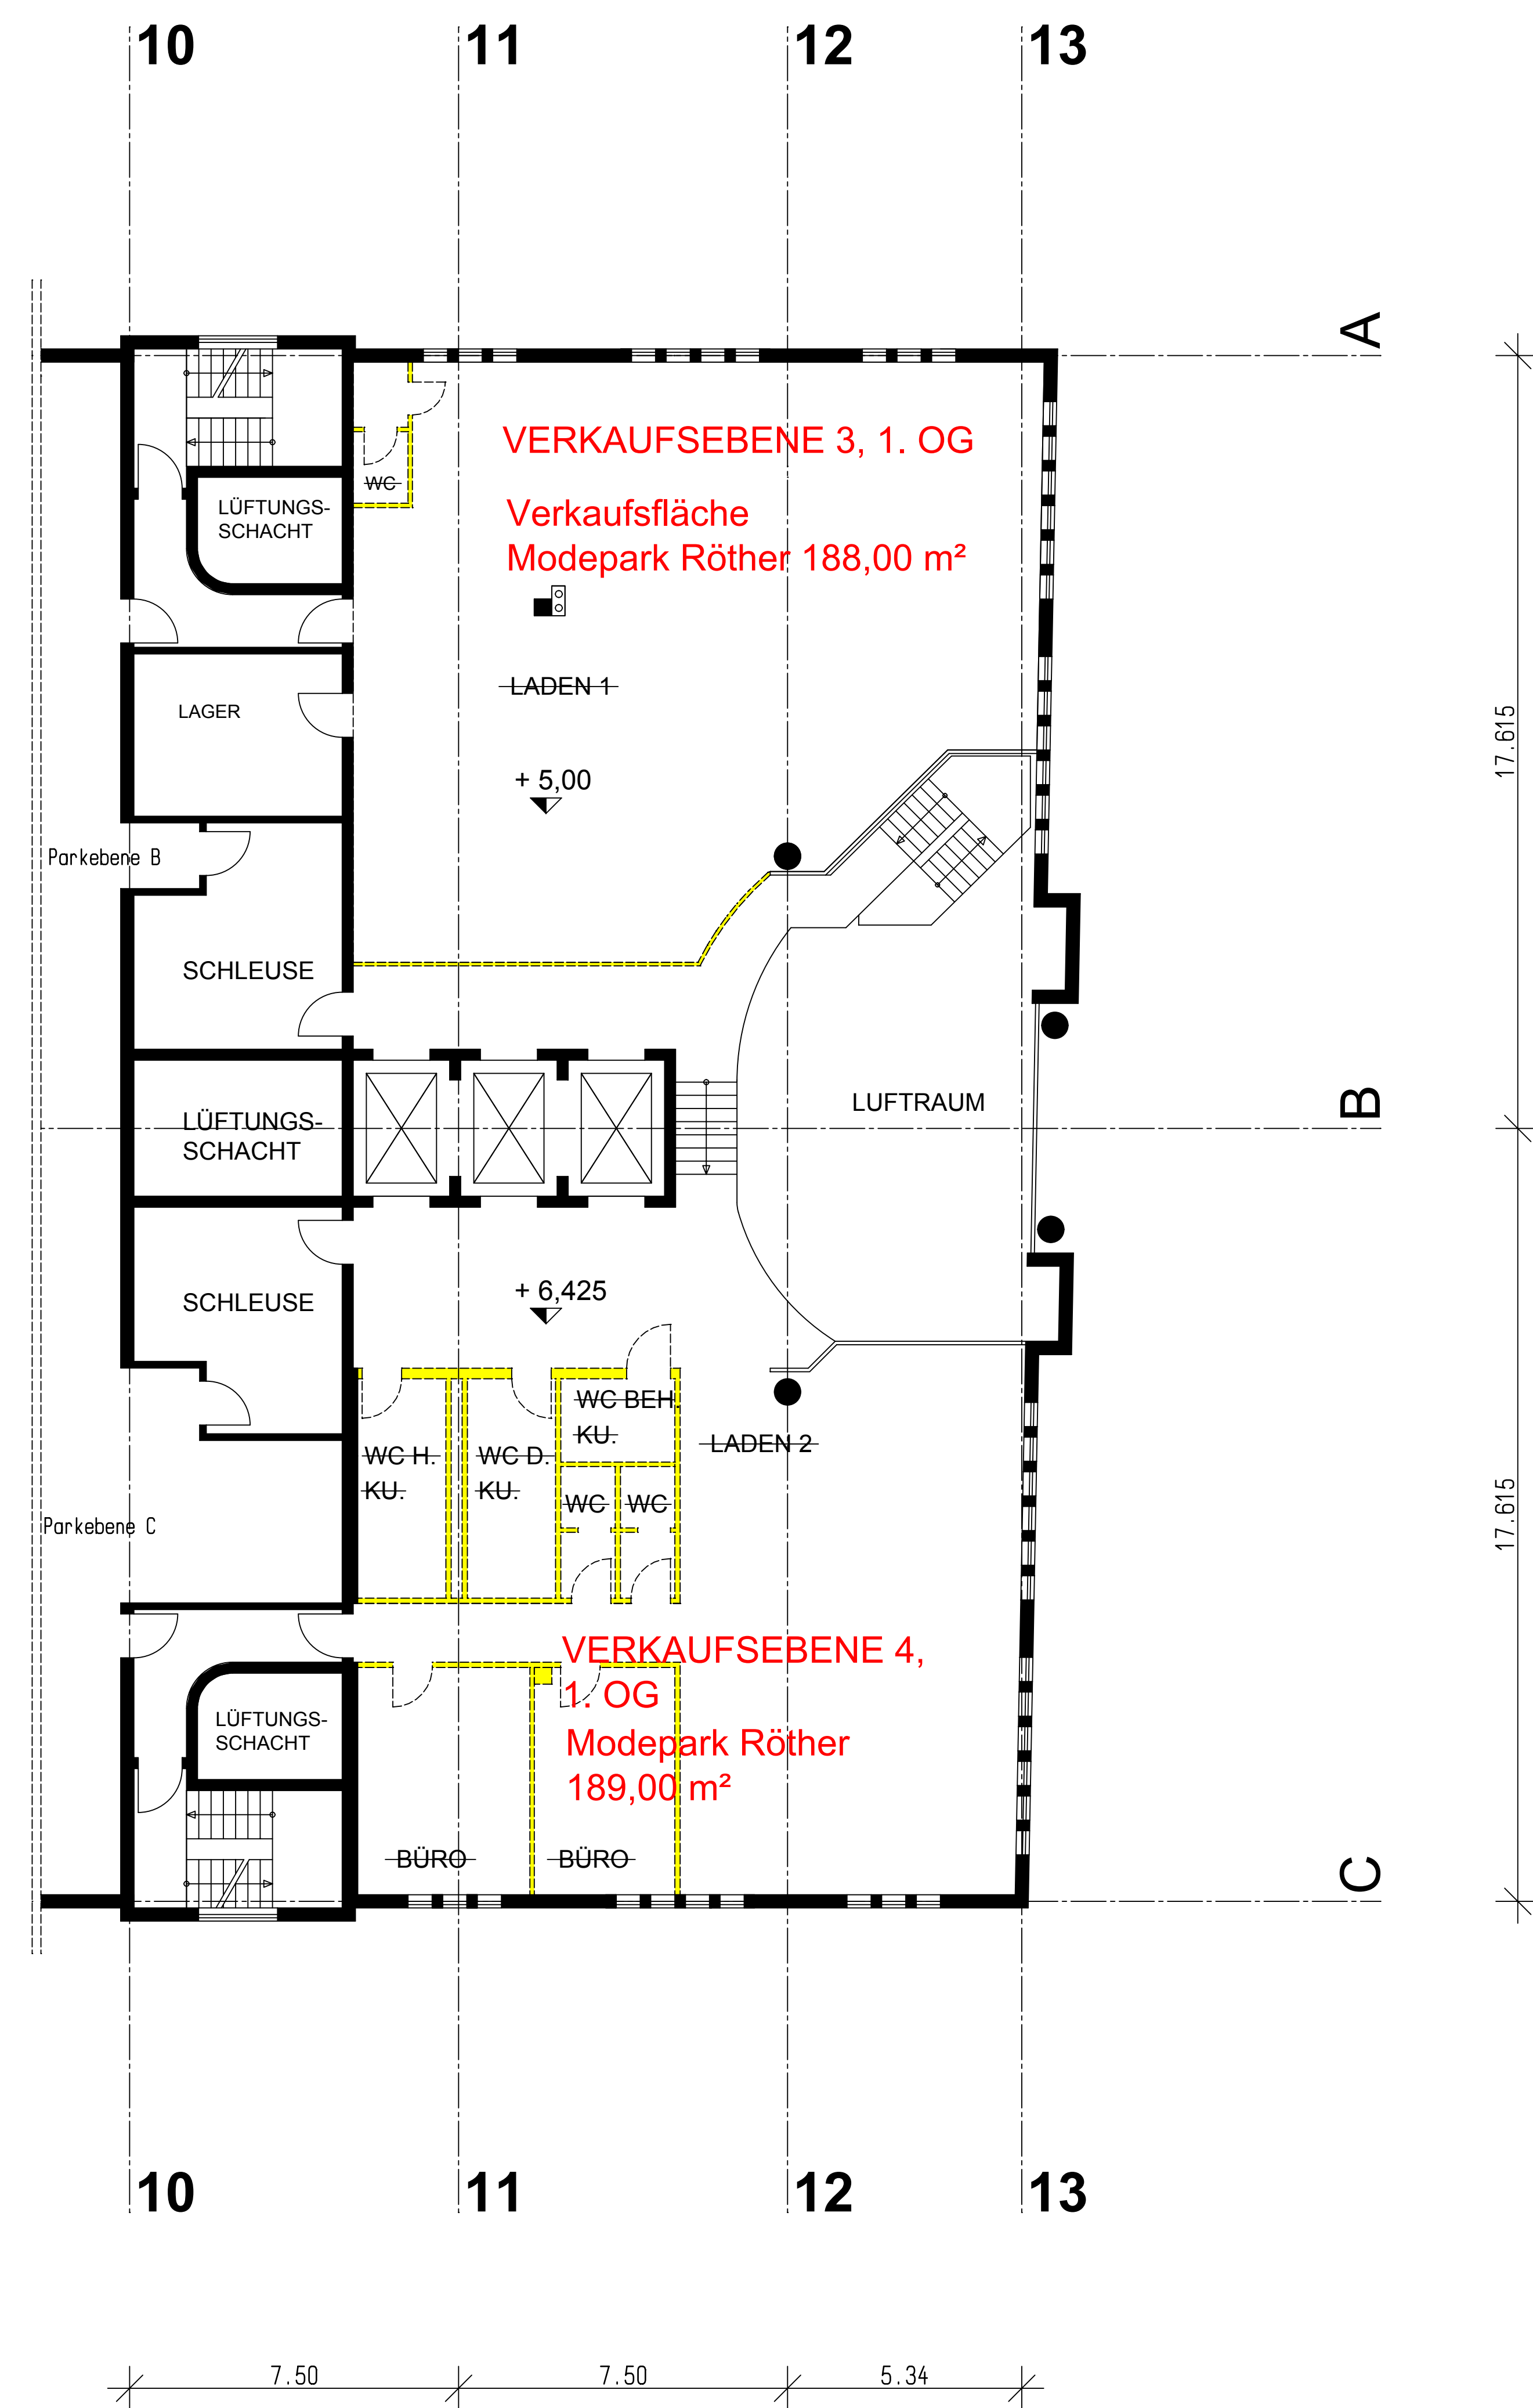 10 11 12 13
A
VERKAUFSEBENE 3, 1. OG
WC
LÜFTUNGS-
SCHACHT
Verkaufsfläche
Modepark Röther 188,00 m²
LADEN 1
LAGER
17.615
+ 5,00
Parkebene B
SCHLEUSE
B
LUFTRAUM
LÜFTUNGS-
SCHACHT
+ 6,425
SCHLEUSE
WC BEH.
KU.
LADEN 2
WC H.
KU.
WC D.
KU.
WC WC
17.615
Parkebene C
VERKAUFSEBENE 4,
1. OG
Modepark Röther
189,00 m²
LÜFTUNGS-
SCHACHT
BÜRO BÜRO
C
10 11 12 13
7.50 7.50 5.34